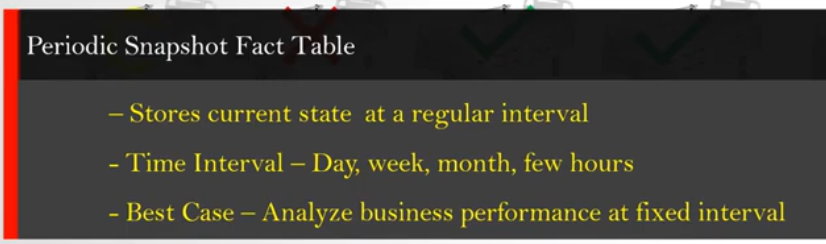 Periodic Snapshot Fact Table
– Stores current state at a regular interval
- Time Interval – Day, week, month, few hours
- Best Case – Analyze business performance at fixed interval